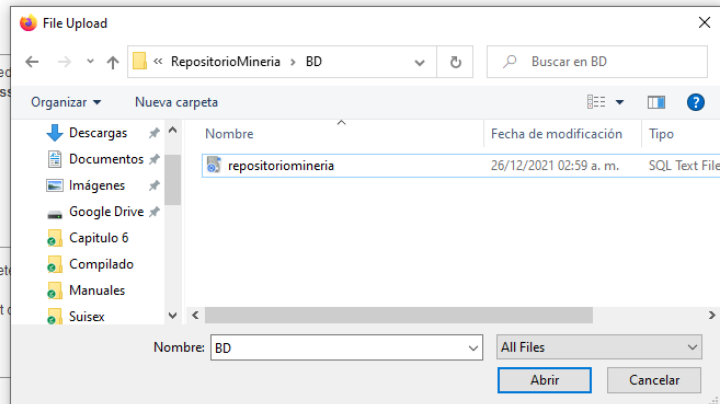 File Upload
« RepositorioMineria > BD
Buscar en BD
Organizar
Nueva carpeta
?
Nombre
Fecha de modificación
Tipo
Descargas
Documentos
Imágenes
Google Drive
Capitulo 6
Compilado
Manuales
Suisex
repositoriomineria
26/12/2021 02:59 a. m.
SQL Text File
Nombre:
BD
All Files
Abrir
Cancelar